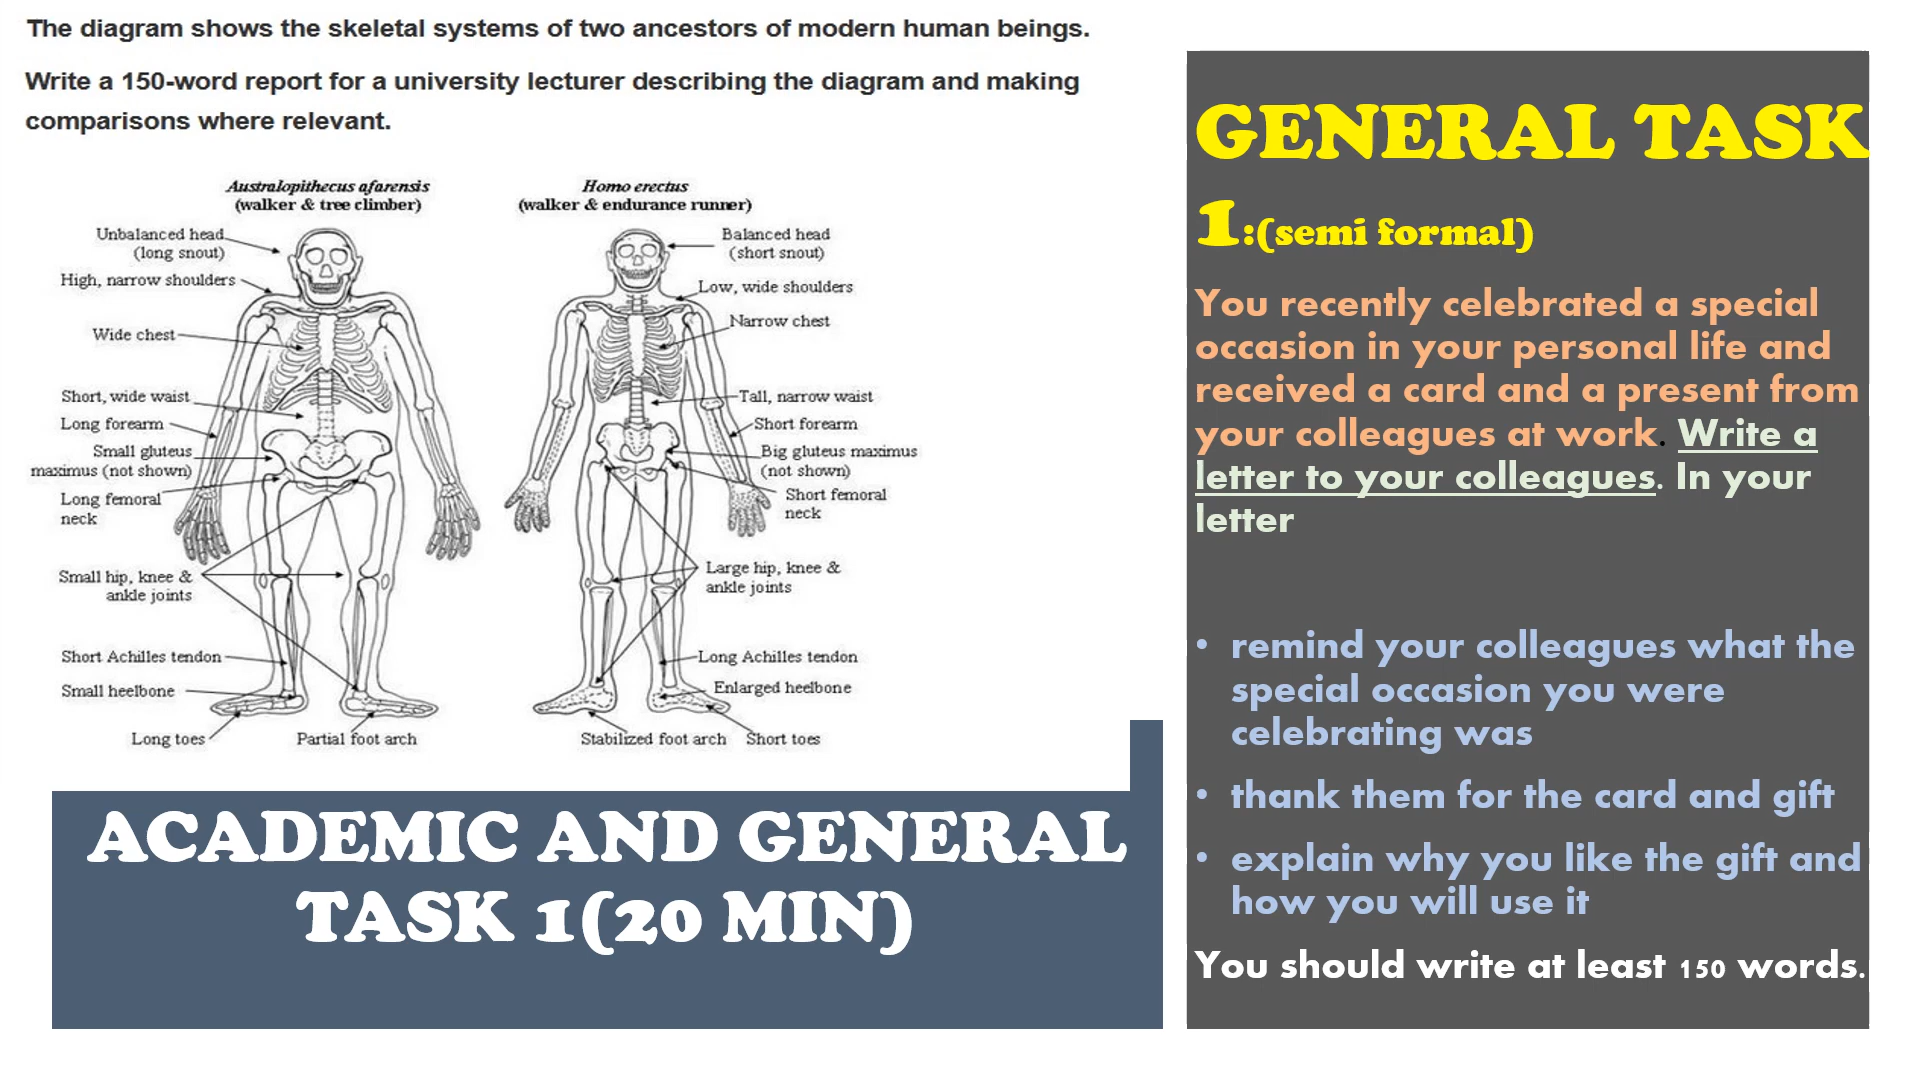 The diagram shows the skeletal systems of two ancestors of modern human beings.
Write a 150-word report for a university lecturer describing the diagram and making
comparisons where relevant.
Australopithecus afarensis
(walker & tree climber)
Unbalanced head
(long snout)
High, narrow shoulders
Wide chest
Short, wide waist
Long forearm
Small gluteus
maximus (not shown)
Long femoral
neck
Small hip, knee &
ankle joints
Short Achilles tendon
Small heelbone
Long toes
Partial foot arch
Homo erectus
(walker & endurance runner)
Balanced head
(short snout)
Low, wide shoulders
Narrow chest
Tall, narrow waist
Short forearm
Big gluteus maximus
(not shown)
Short femoral
neck
Large hip, knee &
ankle joints
Long Achilles tendon
Enlarged heelbone
Stabilized foot arch
Short toes
ACADEMIC AND GENERAL
TASK 1(20 MIN)
GENERAL TASK
1:(semi formal)
You recently celebrated a special
occasion in your personal life and
received a card and a present from
your colleagues at work. Write a
letter to your colleagues. In your
letter
• remind your colleagues what the
special occasion you were
celebrating was
• thank them for the card and gift
• explain why you like the gift and
how you will use it
You should write at least 150 words.